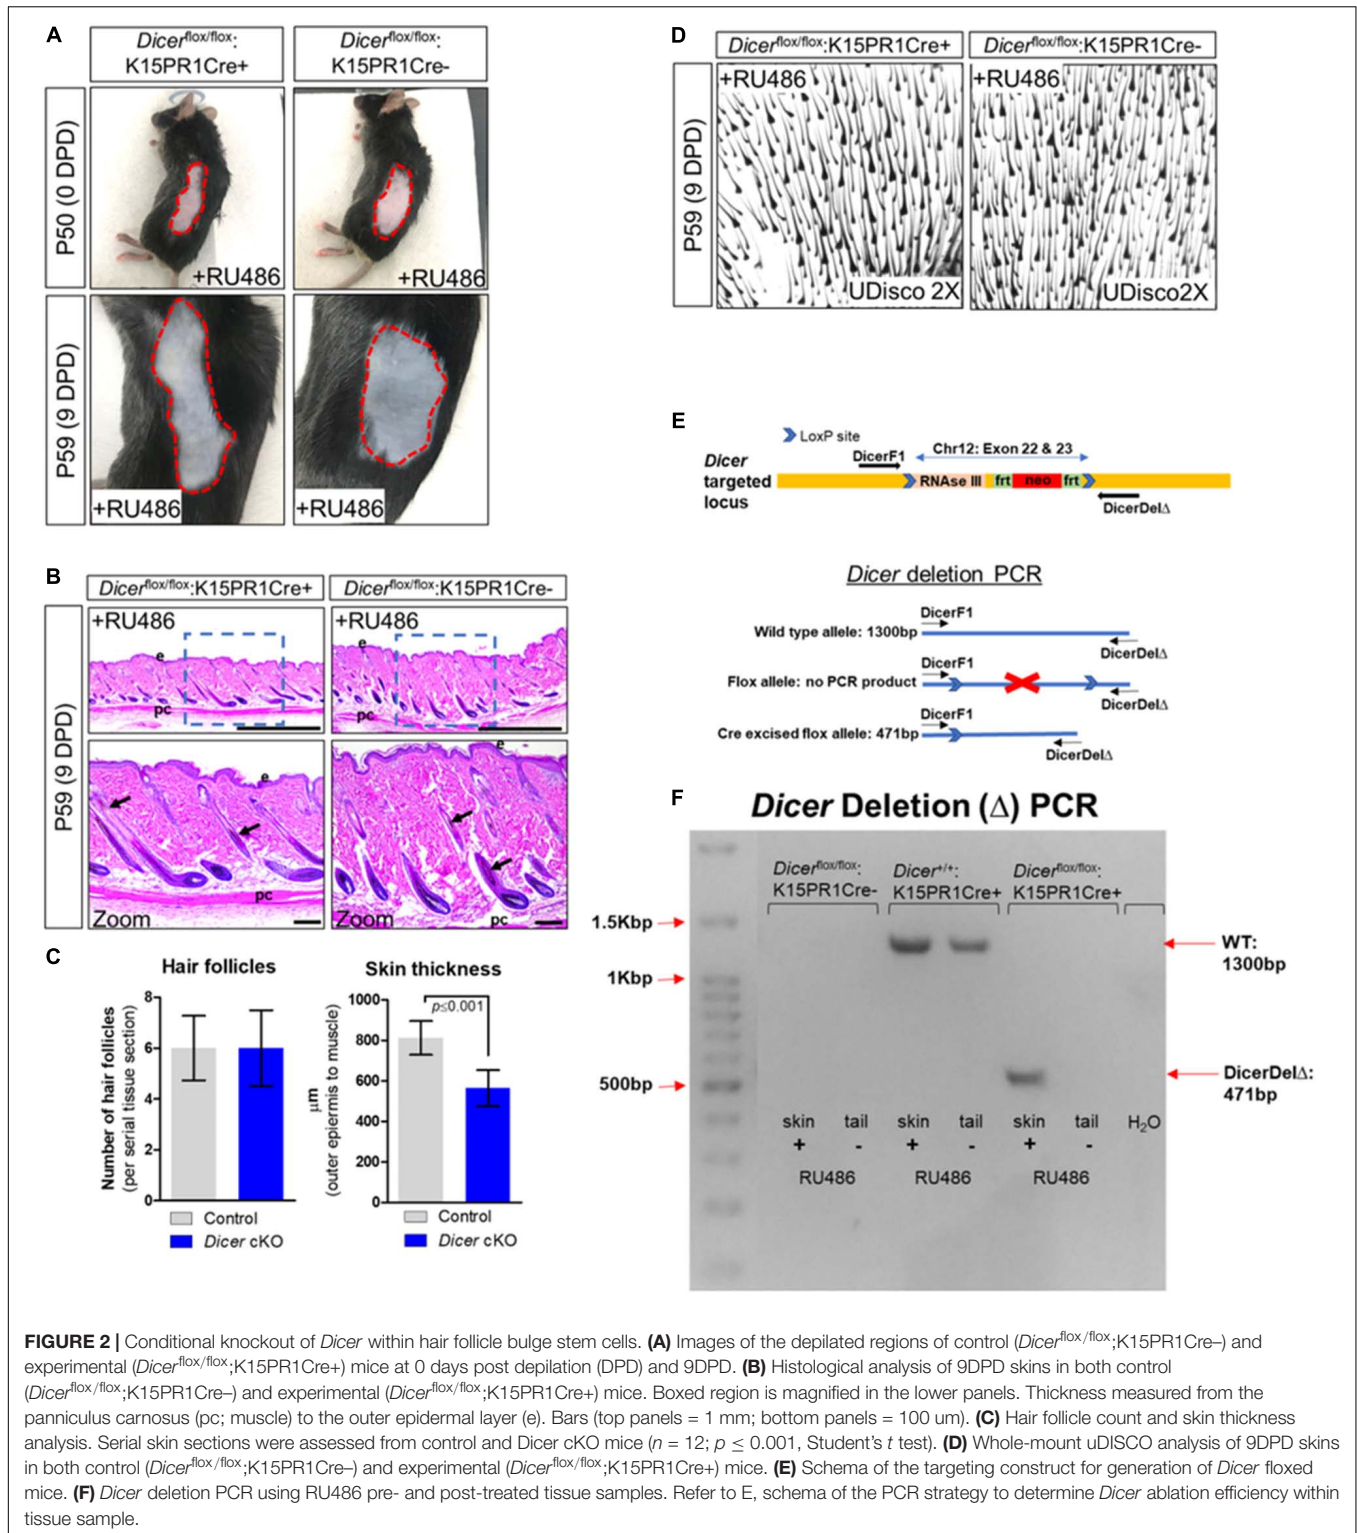 A
Dicerflox/flox:
K15PR1Cre+
Dicerflox/flox:
K15PR1Cre-
P50 (0 DPD)
+RU486
+RU486
P59 (9 DPD)
+RU486
+RU486
B
Dicerflox/flox:K15PR1Cre+
Dicerflox/flox:K15PR1Cre-
P59 (9 DPD)
+RU486
+RU486
e
e
pc
pc
e
e
pc
pc
Zoom
Zoom
C
Hair follicles
Number of hair follicles
(per serial tissue section)
8
6
4
2
0
Control
Dicer cKO
Skin thickness
µm
(outer epiermis to muscle)
1000
800
600
400
200
0
p≤0.001
Control
Dicer cKO
D
Dicerflox/flox:K15PR1Cre+
Dicerflox/flox:K15PR1Cre-
P59 (9 DPD)
+RU486
+RU486
UDisco 2X
UDisco2X
E
LoxP site
Dicer
targeted
locus
DicerF1
Chr12: Exon 22 & 23
RNAse III
frt
neo
frt
DicerDelΔ
Dicer deletion PCR
DicerF1
Wild type allele: 1300bp
DicerDelΔ
DicerF1
Flox allele: no PCR product
DicerDelΔ
DicerF1
Cre excised flox allele: 471bp
DicerDelΔ
F
Dicer Deletion (Δ) PCR
Dicerflox/flox:
K15PR1Cre-
Dicer+/+:
K15PR1Cre+
Dicerflox/flox:
K15PR1Cre+
1.5Kbp
1Kbp
500bp
WT:
1300bp
DicerDelΔ:
471bp
skin tail skin tail skin tail H2O
+ - + - + -
RU486 RU486 RU486
FIGURE 2 | Conditional knockout of Dicer within hair follicle bulge stem cells. (A) Images of the depilated regions of control (Dicerflox/flox;K15PR1Cre–) and
experimental (Dicerflox/flox;K15PR1Cre+) mice at 0 days post depilation (DPD) and 9DPD. (B) Histological analysis of 9DPD skins in both control
(Dicerflox/flox;K15PR1Cre–) and experimental (Dicerflox/flox;K15PR1Cre+) mice. Boxed region is magnified in the lower panels. Thickness measured from the
panniculus carnosus (pc; muscle) to the outer epidermal layer (e). Bars (top panels = 1 mm; bottom panels = 100 um). (C) Hair follicle count and skin thickness
analysis. Serial skin sections were assessed from control and Dicer cKO mice (n = 12; p ≤ 0.001, Student's t test). (D) Whole-mount uDISCO analysis of 9DPD skins
in both control (Dicerflox/flox;K15PR1Cre–) and experimental (Dicerflox/flox;K15PR1Cre+) mice. (E) Schema of the targeting construct for generation of Dicer floxed
mice. (F) Dicer deletion PCR using RU486 pre- and post-treated tissue samples. Refer to E, schema of the PCR strategy to determine Dicer ablation efficiency within
tissue sample.